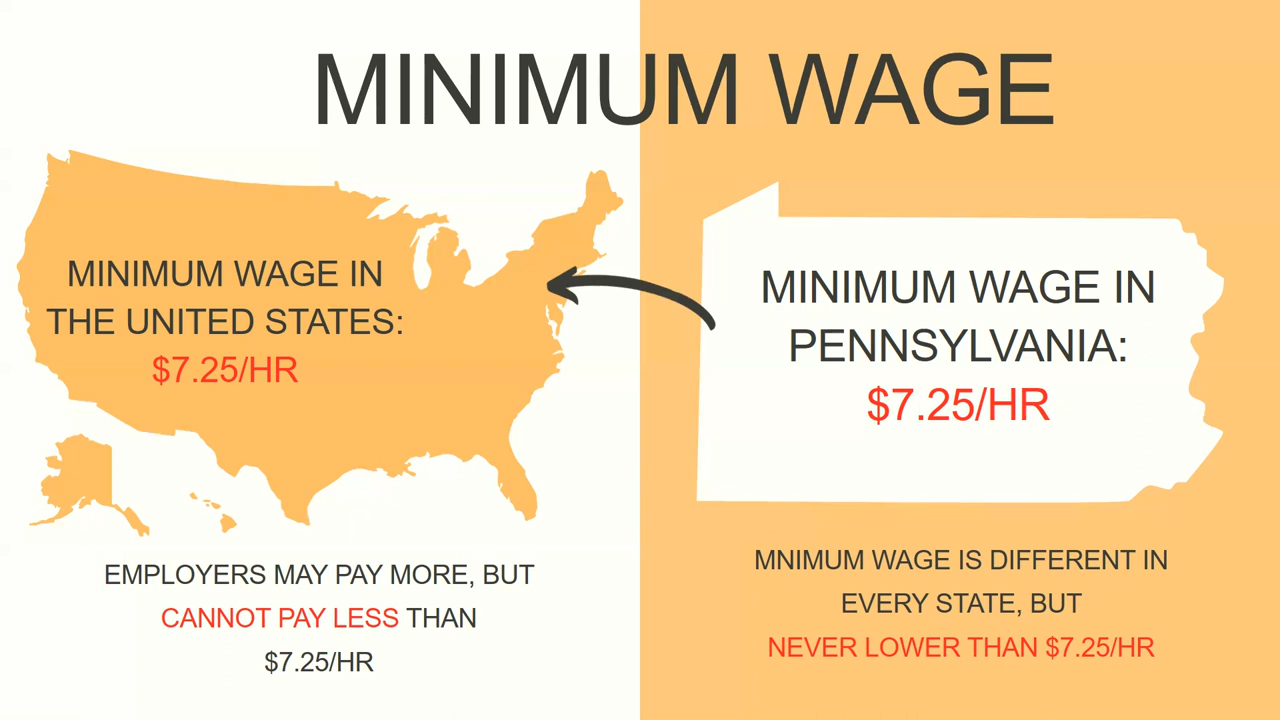 MINIMUM WAGE
MINIMUM WAGE IN
THE UNITED STATES:
$7.25/HR
EMPLOYERS MAY PAY MORE, BUT
CANNOT PAY LESS THAN
$7.25/HR
MINIMUM WAGE IN
PENNSYLVANIA:
$7.25/HR
MNIMUM WAGE IS DIFFERENT IN
EVERY STATE, BUT
NEVER LOWER THAN $7.25/HR